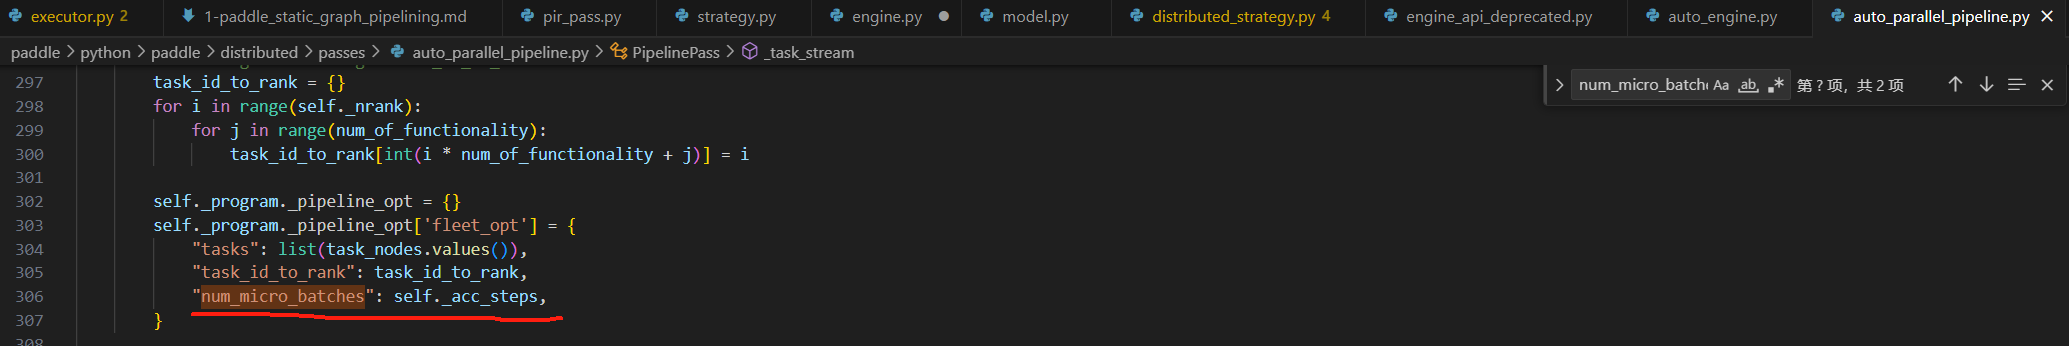 executor.py 2 1-paddle_static_graph_pipelining.md pir_pass.py strategy.py engine.py model.py distributed_strategy.py 4 engine_api_deprecated.py auto_engine.py auto_parallel_pipeline.py
paddle > python > paddle > distributed > passes > auto_parallel_pipeline.py > PipelinePass > _task_stream
num_micro_batch Aa ab 第 ? 项，共 2 项
297 task_id_to_rank = {}
298 for i in range(self._nrank):
299 for j in range(num_of_functionality):
300 task_id_to_rank[int(i * num_of_functionality + j)] = i
301
302 self._program._pipeline_opt = {}
303 self._program._pipeline_opt['fleet_opt'] = {
304 "tasks": list(task_nodes.values()),
305 "task_id_to_rank": task_id_to_rank,
306 "num_micro_batches": self._acc_steps,
307 }
308